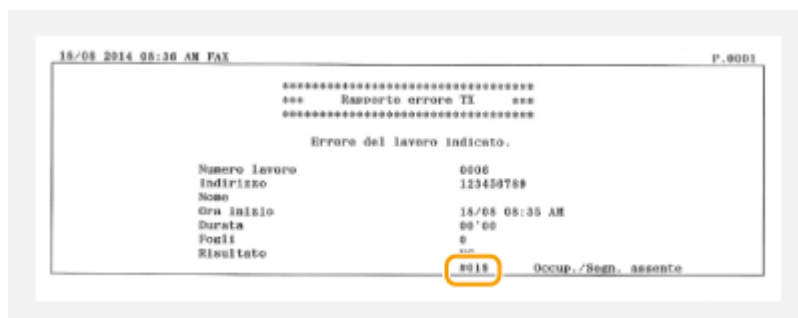 18/08 2014 08:36 AM FAX P.0001
*********************************
*** Rapporto errore TX ***
*********************************
Errore del lavoro indicato.
Numero lavoro 0006
Indirizzo 123456789
Nome
Ora inizio 18/08 08:35 AM
Durata 00'00
Fogli 0
Risultato NG
#018 Occup./Segn. assente